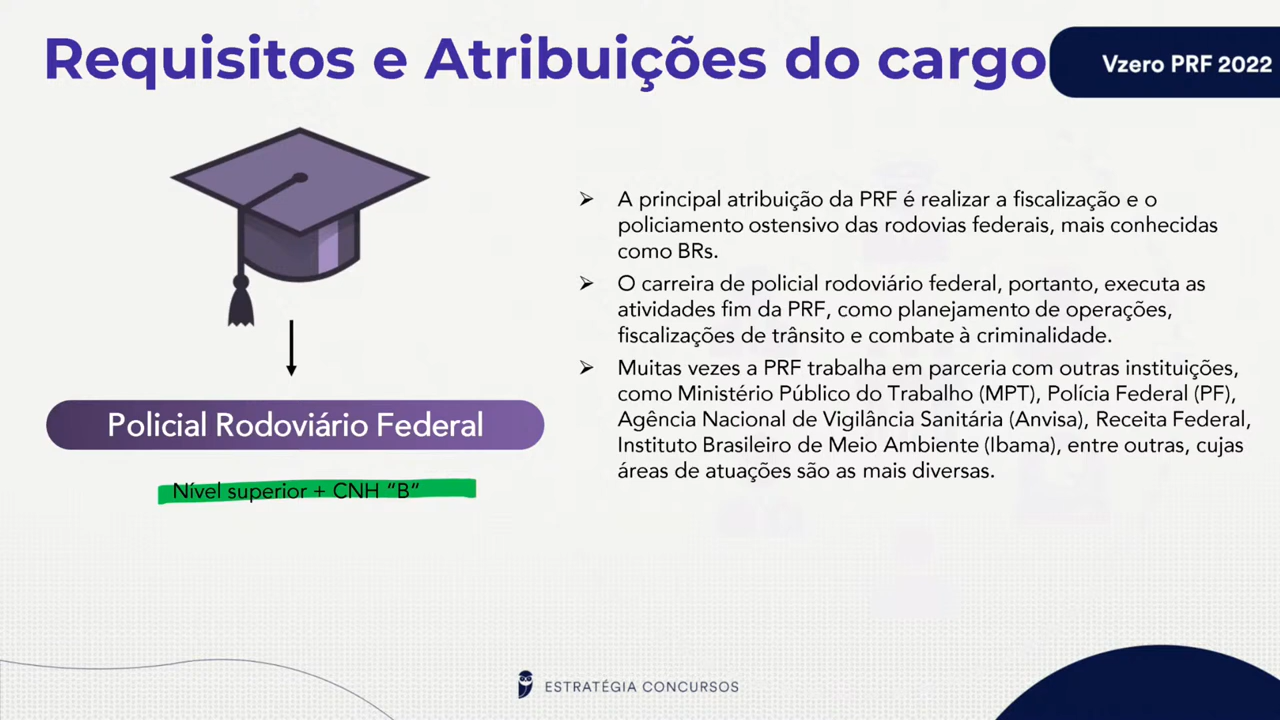 Requisitos e Atribuições do cargo
Vzero PRF 2022
Policial Rodoviário Federal
Nível superior + CNH “B”
➢ A principal atribuição da PRF é realizar a fiscalização e o
policiamento ostensivo das rodovias federais, mais conhecidas
como BRs.
➢ O carreira de policial rodoviário federal, portanto, executa as
atividades fim da PRF, como planejamento de operações,
fiscalizações de trânsito e combate à criminalidade.
➢ Muitas vezes a PRF trabalha em parceria com outras instituições,
como Ministério Público do Trabalho (MPT), Polícia Federal (PF),
Agência Nacional de Vigilância Sanitária (Anvisa), Receita Federal,
Instituto Brasileiro de Meio Ambiente (Ibama), entre outras, cujas
áreas de atuações são as mais diversas.
ESTRATÉGIA CONCURSOS